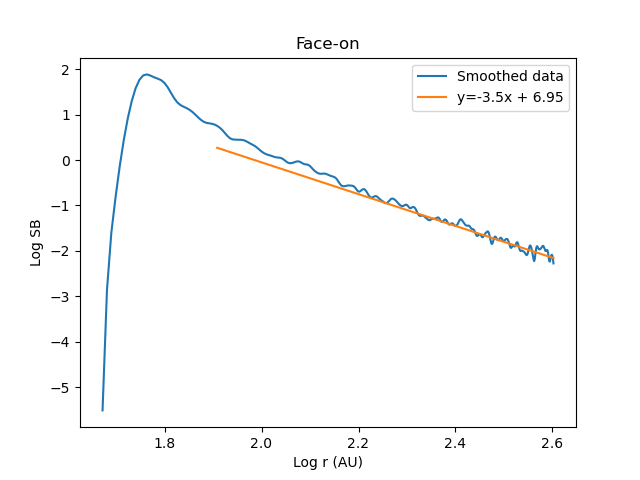 Face-on
Smoothed data
y=-3.5x + 6.95
2
1
0
−1
−2
−3
−4
−5
Log SB
1.8 2.0 2.2 2.4 2.6
Log r (AU)